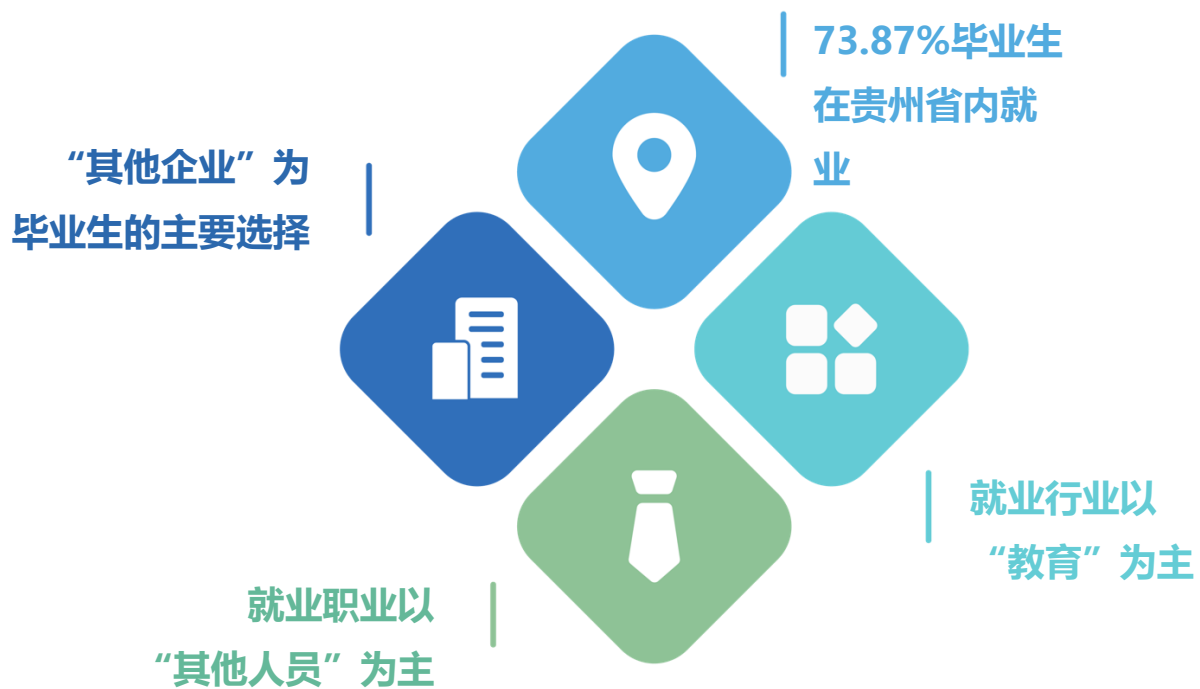 73.87%毕业生
在贵州省内就
业
“其他企业”为
毕业生的主要选择
就业行业以
“教育”为主
就业职业以
“其他人员”为主